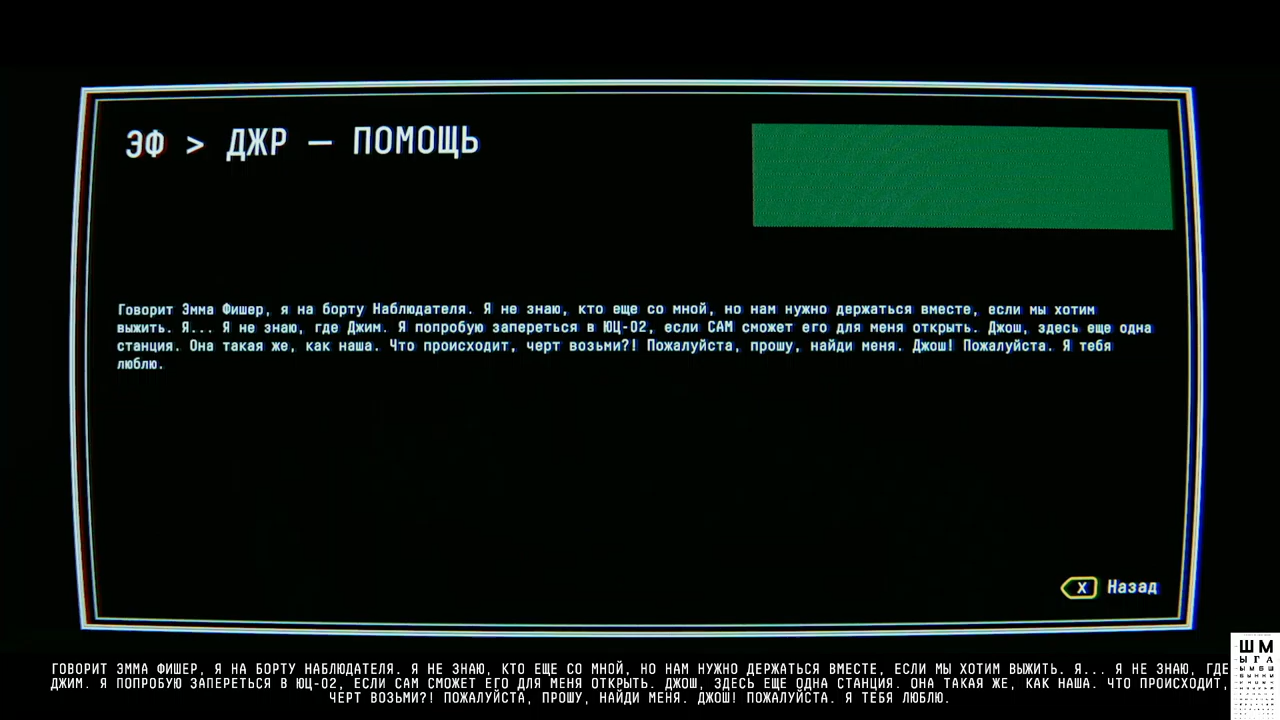 ЭФ > ДЖР — ПОМОЩЬ
Говорит Эмма Фишер, я на борту Наблюдателя. Я не знаю, кто еще со мной, но нам нужно держаться вместе, если мы хотим
выжить. Я... Я не знаю, где Джим. Я попробую запереться в ЮЦ-02, если САМ сможет его для меня открыть. Джош, здесь еще одна
станция. Она такая же, как наша. Что происходит, черт возьми?! Пожалуйста, прошу, найди меня. Джош! Пожалуйста. Я тебя
люблю.
X Назад
ГОВОРИТ ЭММА ФИШЕР, Я НА БОРТУ НАБЛЮДАТЕЛЯ. Я НЕ ЗНАЮ, КТО ЕЩЕ СО МНОЙ, НО НАМ НУЖНО ДЕРЖАТЬСЯ ВМЕСТЕ, ЕСЛИ МЫ ХОТИМ ВЫЖИТЬ. Я... Я НЕ ЗНАЮ, ГДЕ
ДЖИМ. Я ПОПРОБУЮ ЗАПЕРЕТЬСЯ В ЮЦ-02, ЕСЛИ САМ СМОЖЕТ ЕГО ДЛЯ МЕНЯ ОТКРЫТЬ. ДЖОШ, ЗДЕСЬ ЕЩЕ ОДНА СТАНЦИЯ. ОНА ТАКАЯ ЖЕ, КАК НАША. ЧТО ПРОИСХОДИТ,
ЧЕРТ ВОЗЬМИ?! ПОЖАЛУЙСТА, ПРОШУ, НАЙДИ МЕНЯ. ДЖОШ! ПОЖАЛУЙСТА. Я ТЕБЯ ЛЮБЛЮ.
Ш М
Ы Г А